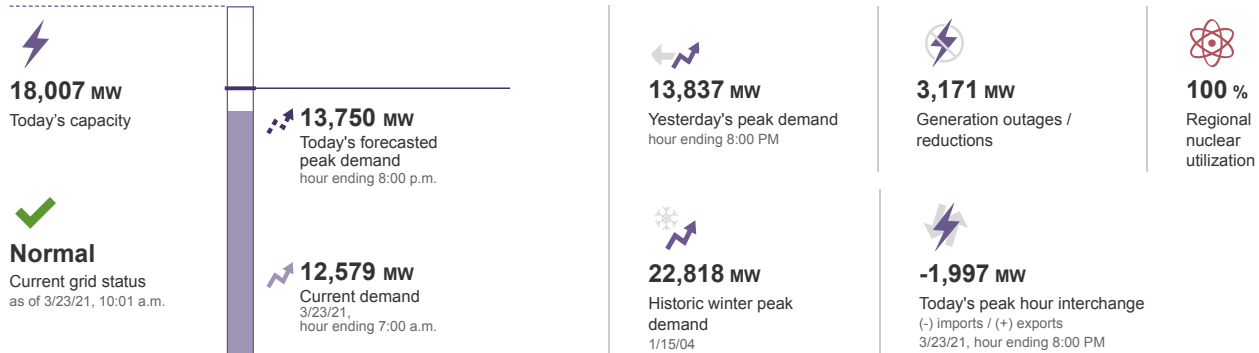 18,007 MW
Today's capacity
Normal
Current grid status
as of 3/23/21, 10:01 a.m.
13,750 MW
Today's forecasted
peak demand
hour ending 8:00 p.m.
12,579 MW
Current demand
3/23/21,
hour ending 7:00 a.m.
13,837 MW
Yesterday's peak demand
hour ending 8:00 PM
3,171 MW
Generation outages /
reductions
100 %
Regional
nuclear
utilization
22,818 MW
Historic winter peak
demand
1/15/04
-1,997 MW
Today's peak hour interchange
(-) imports / (+) exports
3/23/21, hour ending 8:00 PM